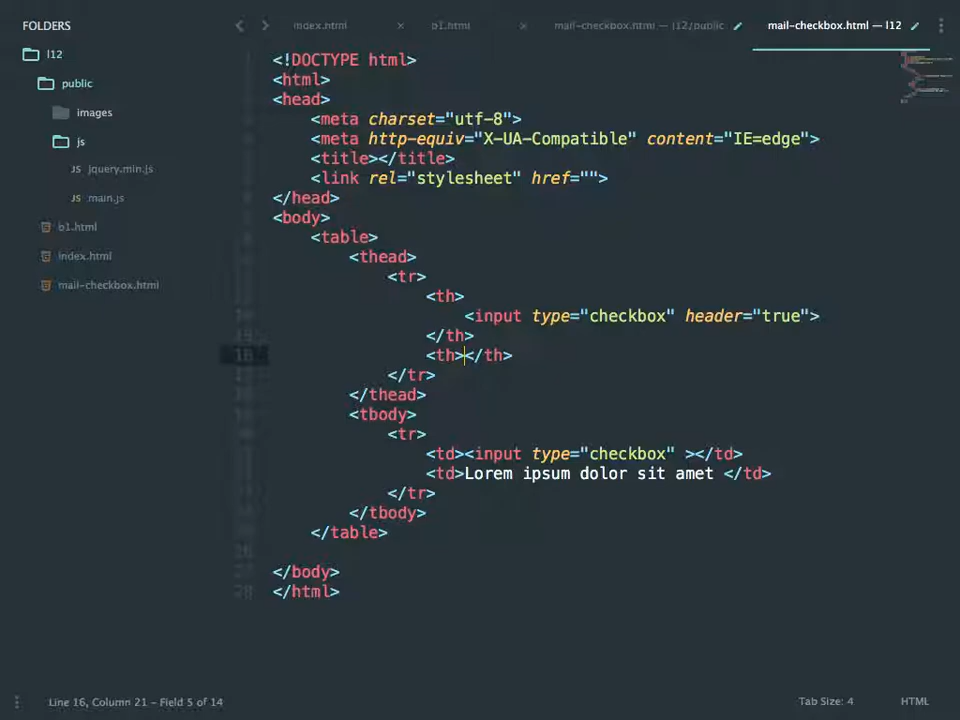 FOLDERS
l12
public
images
js
JS jquery.min.js
JS main.js
b1.html
index.html
mail-checkbox.html
index.html ×
b1.html ×
mail-checkbox.html — l12/public
mail-checkbox.html — l12
<!DOCTYPE html>
<html>
<head>
<meta charset="utf-8">
<meta http-equiv="X-UA-Compatible" content="IE=edge">
<title></title>
<link rel="stylesheet" href="">
</head>
<body>
<table>
<thead>
<tr>
<th>
<input type="checkbox" header="true">
</th>
16 <th></th>
</tr>
</thead>
<tbody>
<tr>
<td><input type="checkbox" ></td>
<td>Lorem ipsum dolor sit amet </td>
</tr>
</tbody>
</table>
</body>
28 </html>
Line 16, Column 21 – Field 5 of 14
Tab Size: 4
HTML